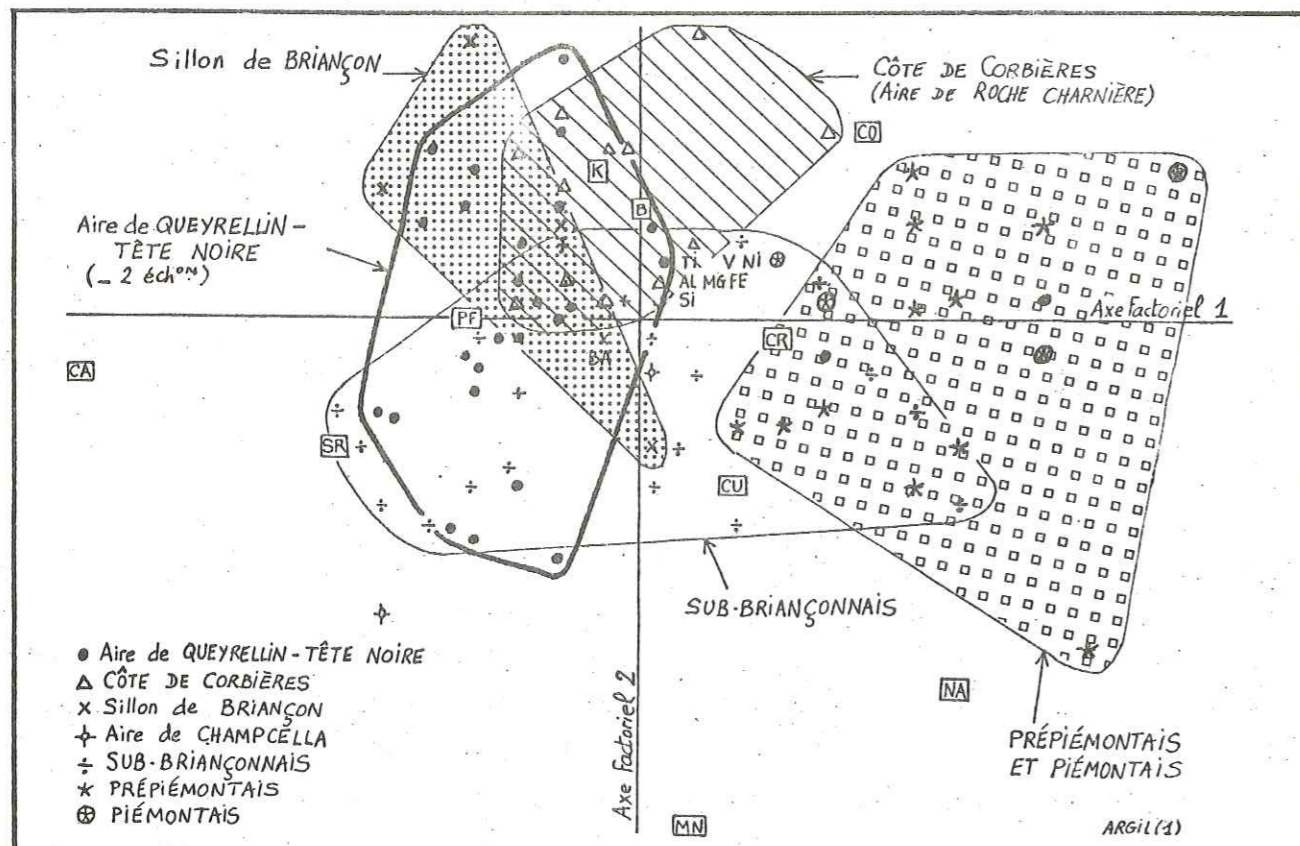 Sillon de BRIANÇON
CÔTE DE CORBIÈRES
(AIRE DE ROCHE CHARNIÈRE)
CO
K
B
Aire de QUEYRELLIN-
TÊTE NOIRE
(_ 2 échons)
Ti V Ni
AL MG FE
Si
Axe Factoriel 1
PF
CR
BA
CA
SR
CU
SUB-BRIANÇONNAIS
Aire de QUEYRELLIN-TÊTE NOIRE
CÔTE DE CORBIÈRES
Sillon de BRIANÇON
Aire de CHAMPCELLA
SUB-BRIANÇONNAIS
PRÉPIÉMONTAIS
PIÉMONTAIS
Axe Factoriel 2
NA
PRÉPIÉMONTAIS
ET PIÉMONTAIS
MN
ARGIL(1)